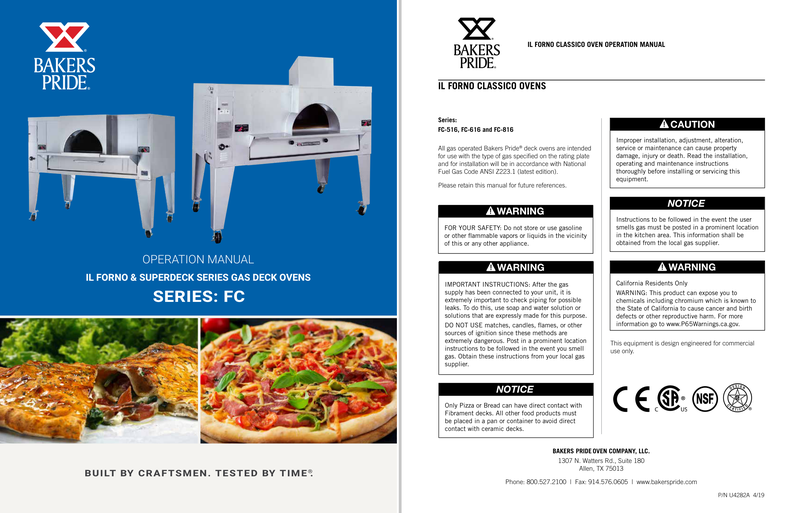 BAKERS
PRIDE®
OPERATION MANUAL
IL FORNO & SUPERDECK SERIES GAS DECK OVENS
SERIES: FC
BUILT BY CRAFTSMEN. TESTED BY TIME®.
BAKERS
PRIDE®
IL FORNO CLASSICO OVEN OPERATION MANUAL
IL FORNO CLASSICO OVENS
Series:
FC-516, FC-616 and FC-816
All gas operated Bakers Pride® deck ovens are intended
for use with the type of gas specified on the rating plate
and for installation will be in accordance with National
Fuel Gas Code ANSI Z223.1 (latest edition).
Please retain this manual for future references.
WARNING
FOR YOUR SAFETY: Do not store or use gasoline
or other flammable vapors or liquids in the vicinity
of this or any other appliance.
WARNING
IMPORTANT INSTRUCTIONS: After the gas
supply has been connected to your unit, it is
extremely important to check piping for possible
leaks. To do this, use soap and water solution or
solutions that are expressly made for this purpose.
DO NOT USE matches, candles, flames, or other
sources of ignition since these methods are
extremely dangerous. Post in a prominent location
instructions to be followed in the event you smell
gas. Obtain these instructions from your local gas
supplier.
NOTICE
Only Pizza or Bread can have direct contact with
Fibrament decks. All other food products must
be placed in a pan or container to avoid direct
contact with ceramic decks.
CAUTION
Improper installation, adjustment, alteration,
service or maintenance can cause property
damage, injury or death. Read the installation,
operating and maintenance instructions
thoroughly before installing or servicing this
equipment.
NOTICE
Instructions to be followed in the event the user
smells gas must be posted in a prominent location
in the kitchen area. This information shall be
obtained from the local gas supplier.
WARNING
California Residents Only
WARNING: This product can expose you to
chemicals including chromium which is known to
the State of California to cause cancer and birth
defects or other reproductive harm. For more
information go to www.P65Warnings.ca.gov.
This equipment is design engineered for commercial
use only.
CE C SA ® US NSF
BAKERS PRIDE OVEN COMPANY, LLC.
1307 N. Watters Rd., Suite 180
Allen, TX 75013
Phone: 800.527.2100 | Fax: 914.576.0605 | www.bakerspride.com
P/N U4282A 4/19